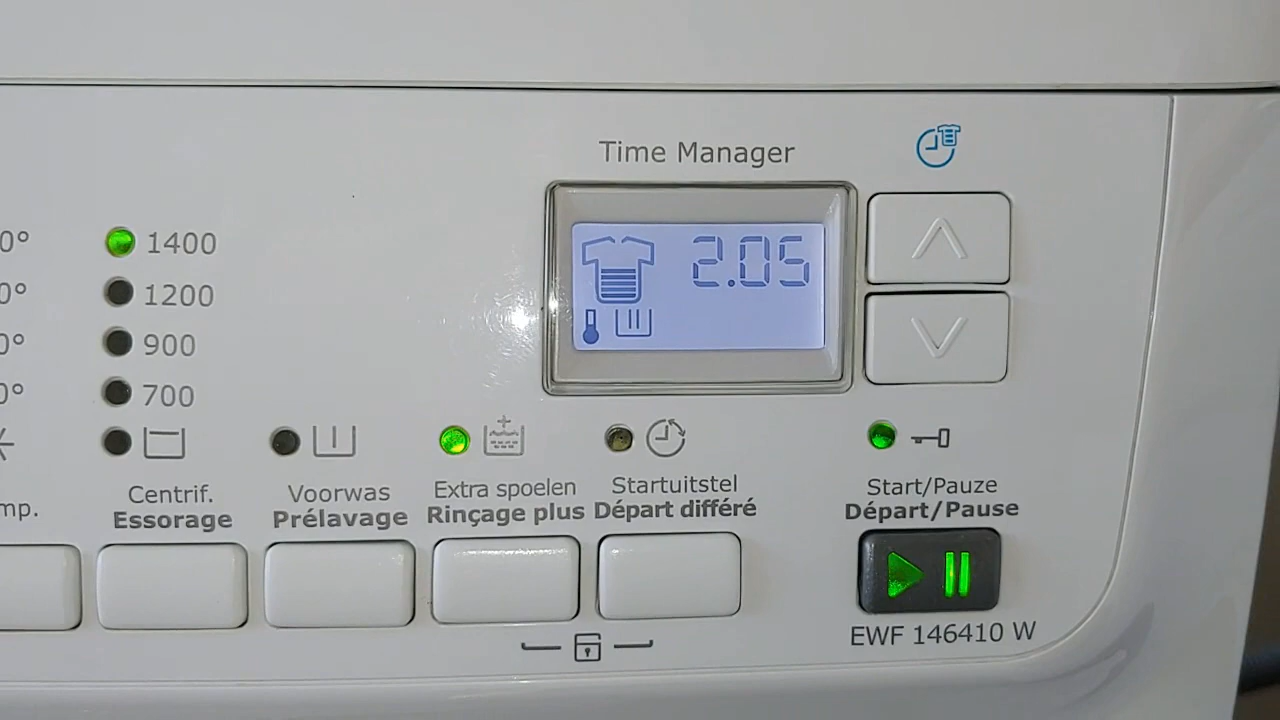 Time Manager
2.05
0°
1400
0°
1200
0°
900
0°
700
mp.
Centrif.
Essorage
Voorwas
Prélavage
Extra spoelen
Rinçage plus
Startuitstel
Départ différé
Start/Pauze
Départ/Pause
EWF 146410 W